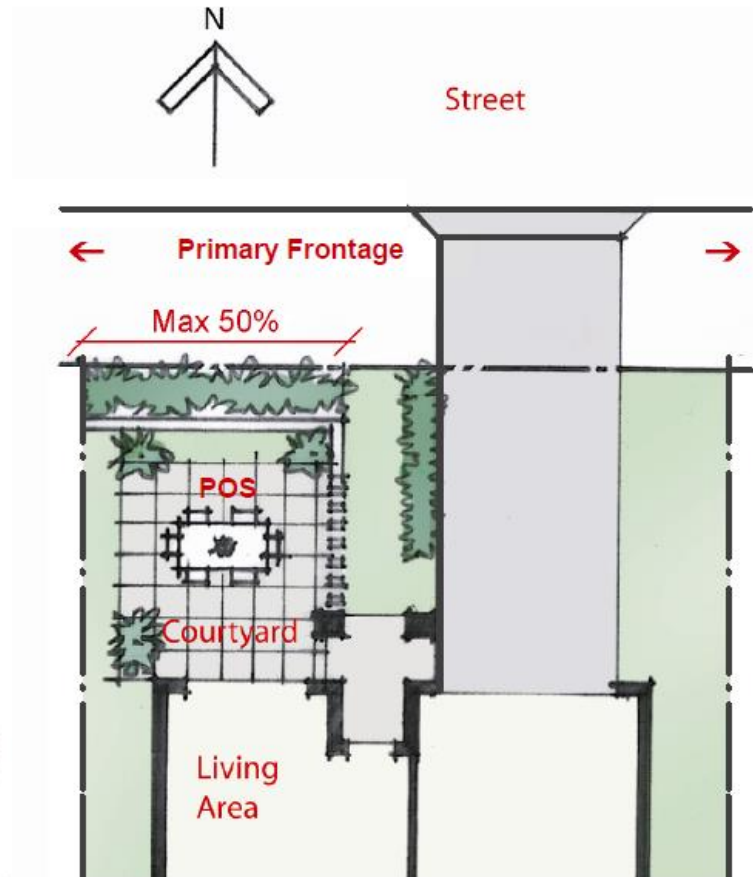 N
Street
Primary Frontage
Max 50%
POS
Courtyard
Living
Area